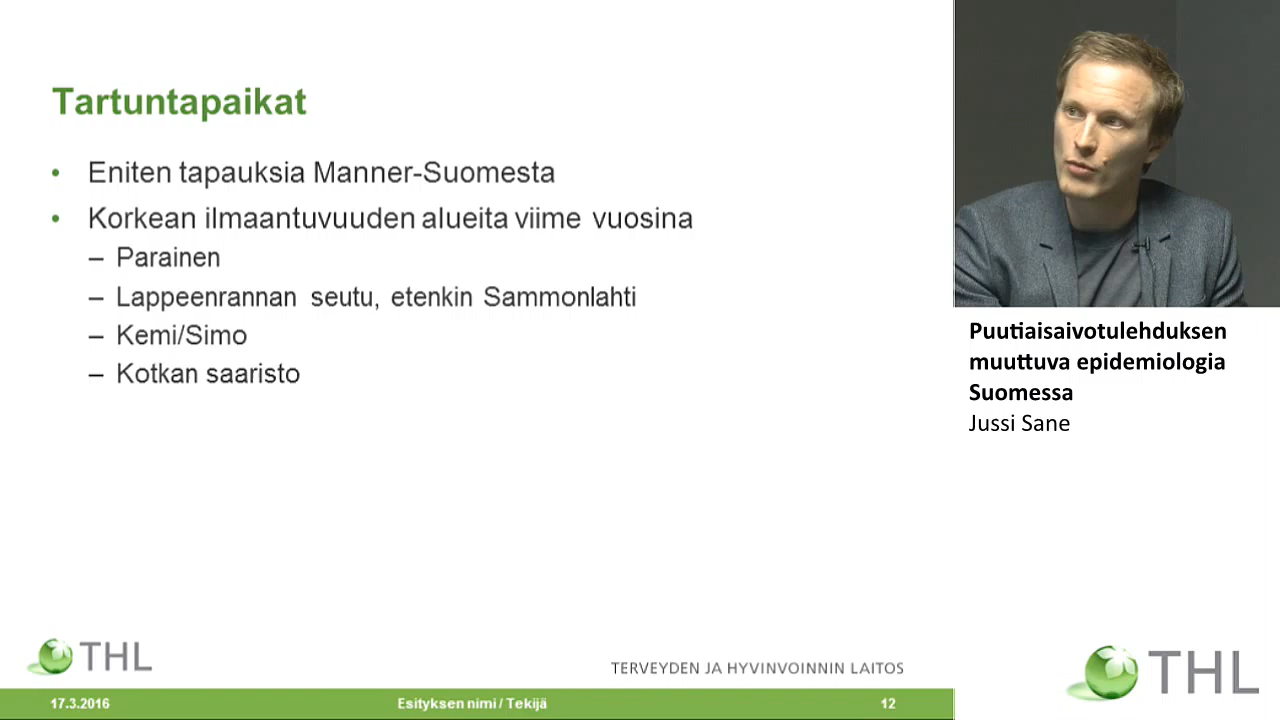 Tartuntapaikat
• Eniten tapauksia Manner-Suomesta
• Korkean ilmaantuvuuden alueita viime vuosina
– Parainen
– Lappeenrannan seutu, etenkin Sammonlahti
– Kemi/Simo
– Kotkan saaristo
THL
TERVEYDEN JA HYVINVOINNIN LAITOS
17.3.2016 Esityksen nimi / Tekijä 12
Puutiaisaivotulehduksen
muuttuva epidemiologia
Suomessa
Jussi Sane
THL